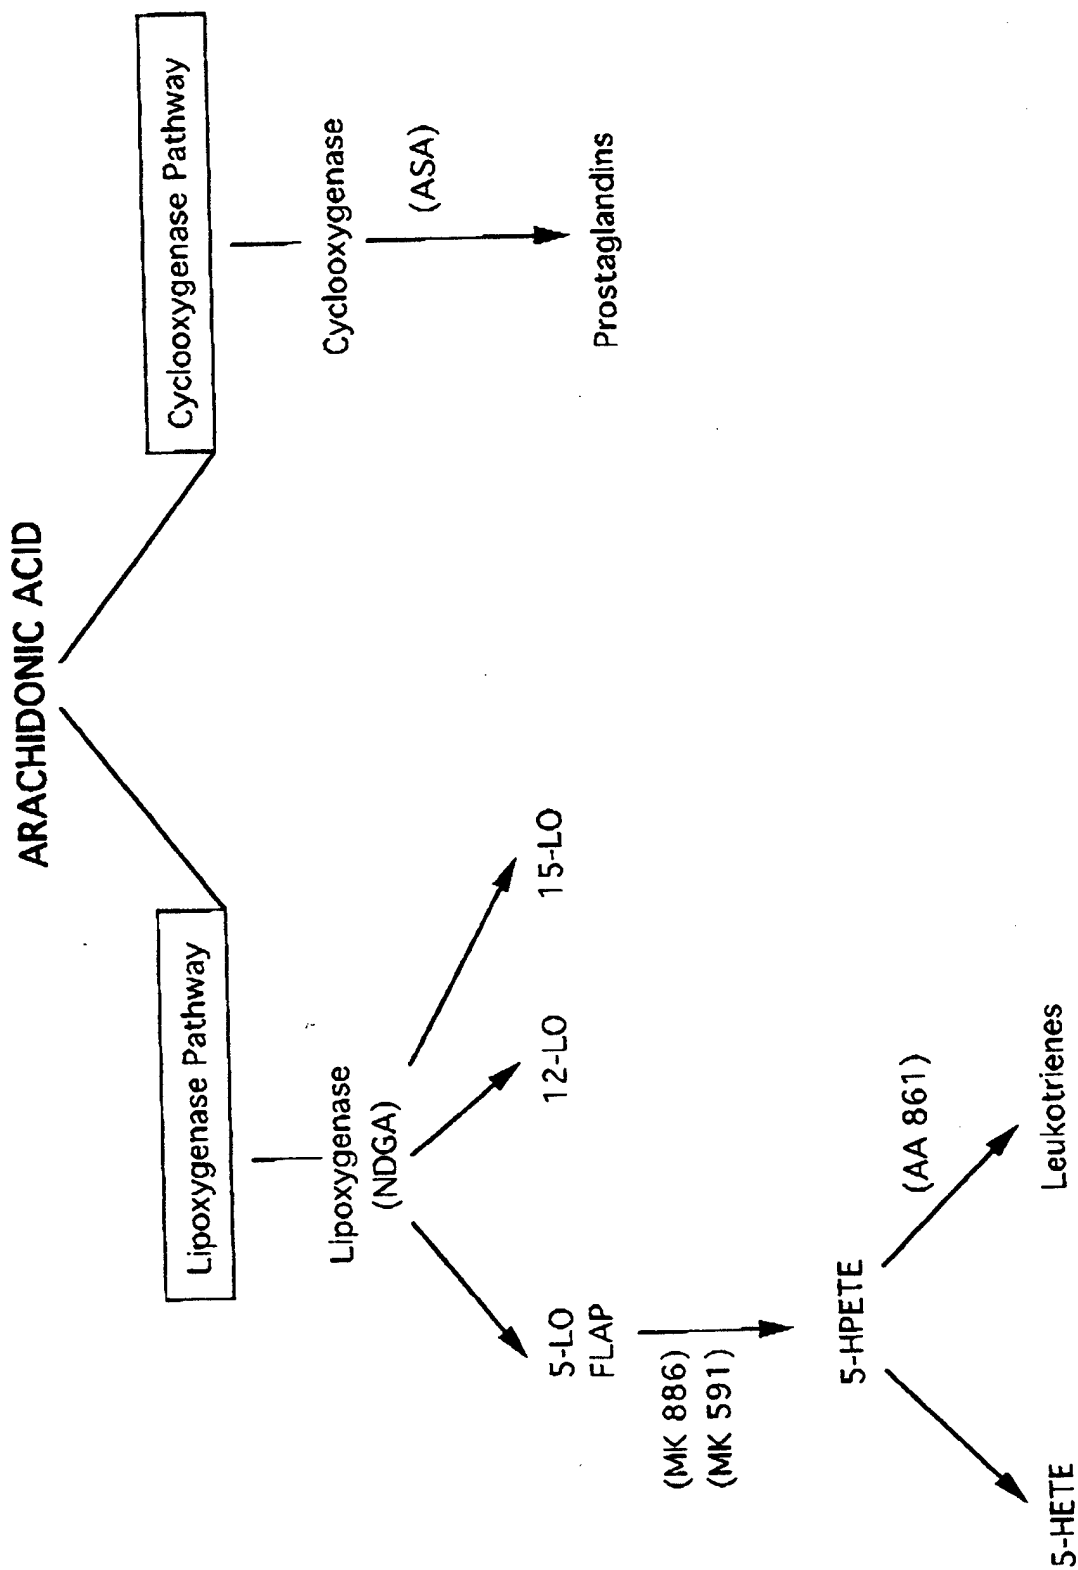 ARACHIDONIC ACID
Lipoxygenase Pathway
Cyclooxygenase Pathway
Lipoxygenase
(NDGA)
Cyclooxygenase
(ASA)
5-LO
FLAP
12-LO
15-LO
Prostaglandins
(MK 886)
(MK 591)
5-HPETE
(AA 861)
5-HETE
Leukotrienes